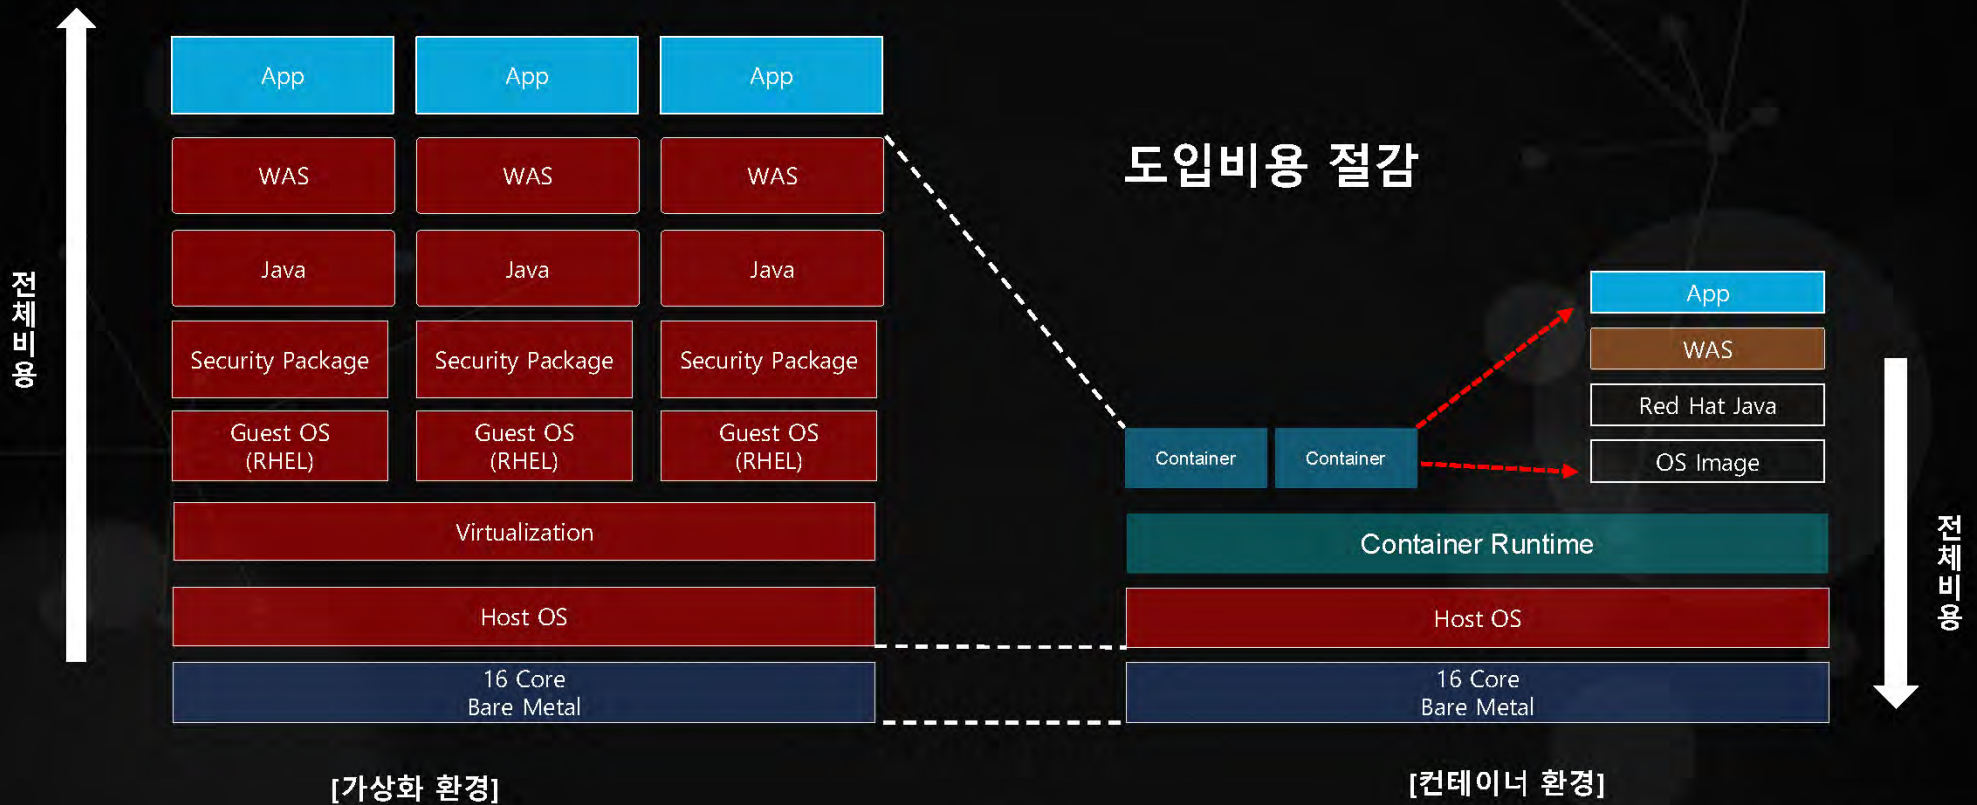 도입비용 절감
전체비용
App App App
WAS WAS WAS
Java Java Java
Security Package Security Package Security Package
Guest OS Guest OS Guest OS
(RHEL) (RHEL) (RHEL)
Virtualization
Host OS
16 Core
Bare Metal
[가상화 환경]
App
WAS
Red Hat Java
OS Image
Container Container
Container Runtime
Host OS
16 Core
Bare Metal
전체비용
[컨테이너 환경]